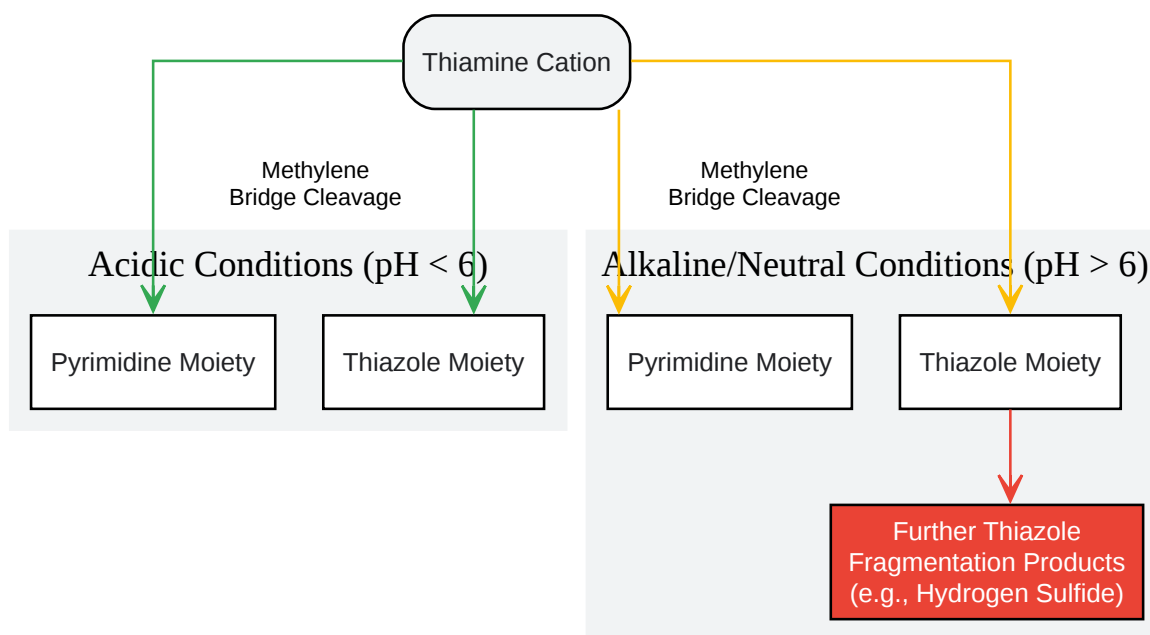 Thiamine Cation
Methylene
Bridge Cleavage
Methylene
Bridge Cleavage
Acidic Conditions (pH < 6)
Alkaline/Neutral Conditions (pH > 6)
Pyrimidine Moiety
Thiazole Moiety
Pyrimidine Moiety
Thiazole Moiety
Further Thiazole
Fragmentation Products
(e.g., Hydrogen Sulfide)